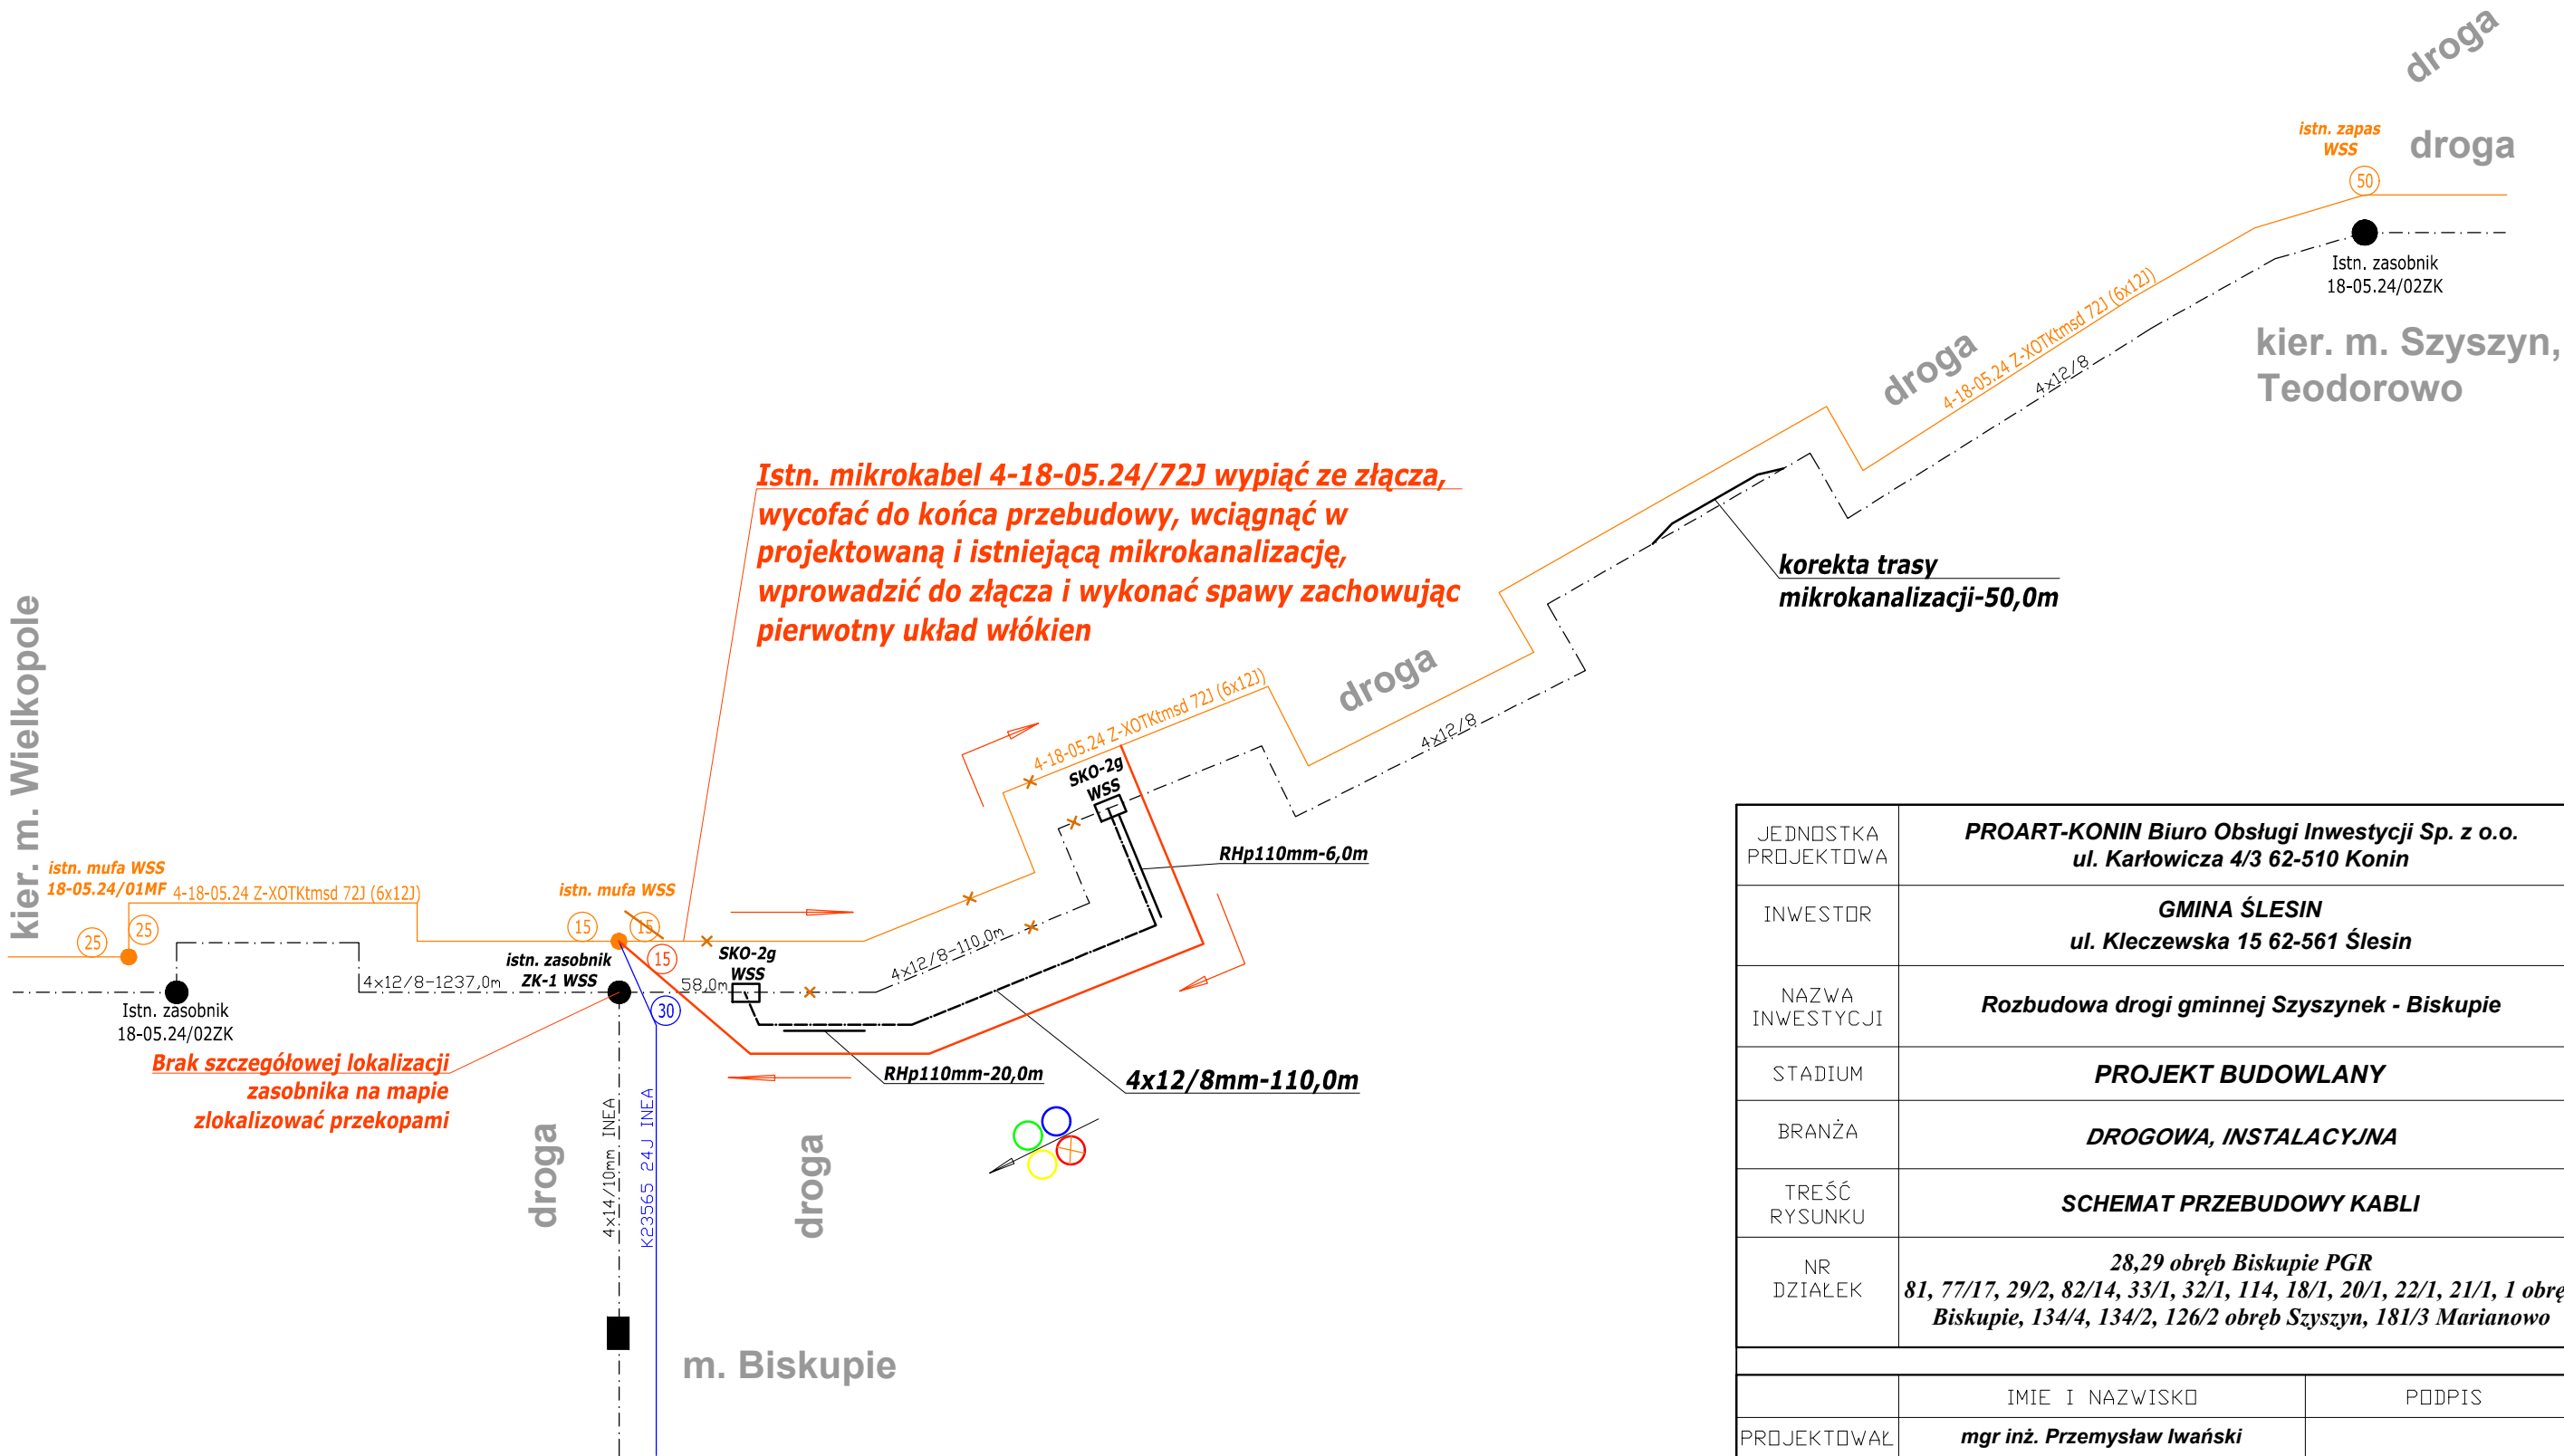 droga
istn. zapas
WSS
droga
50
Istn. zasobnik
18-05.24/02ZK
kier. m. Szyszyn,
Teodorowo
4-18-05.24 Z-XOTKtmsd 72J (6x12J)
4x12/8
droga
Istn. mikrokabel 4-18-05.24/72J wypiąć ze złącza,
wycofać do końca przebudowy, wciągnąć w
projektowaną i istniejącą mikrokanalizację,
wprowadzić do złącza i wykonać spawy zachowując
pierwotny układ włókien
korekta trasy
mikrokanalizacji-50,0m
droga
4x12/8
4-18-05.24 Z-XOTKtmsd 72J (6x12J)
SKO-2g
WSS
RHp110mm-6,0m
kier. m. Wielkopole
istn. mufa WSS
18-05.24/01MF
4-18-05.24 Z-XOTKtmsd 72J (6x12J)
25
25
istn. mufa WSS
15
15
15
30
istn. zasobnik
ZK-1 WSS
4x12/8-1237,0m
58,0m
SKO-2g
WSS
4x12/8-110,0m
Istn. zasobnik
18-05.24/02ZK
Brak szczegółowej lokalizacji
zasobnika na mapie
zlokalizować przekopami
RHp110mm-20,0m
4x12/8mm-110,0m
droga
4x14/10mm INEA
K23565 24J INEA
droga
m. Biskupie
JEDNOSTKA
PROJEKTOWA
PROART-KONIN Biuro Obsługi Inwestycji Sp. z o.o.
ul. Karłowicza 4/3 62-510 Konin
INWESTOR
GMINA ŚLESIN
ul. Kleczewska 15 62-561 Ślesin
NAZWA
INWESTYCJI
Rozbudowa drogi gminnej Szyszynek - Biskupie
STADIUM
PROJEKT BUDOWLANY
BRANŻA
DROGOWA, INSTALACYJNA
TREŚĆ
RYSUNKU
SCHEMAT PRZEBUDOWY KABLI
NR
DZIAŁEK
28,29 obręb Biskupie PGR
81, 77/17, 29/2, 82/14, 33/1, 32/1, 114, 18/1, 20/1, 22/1, 21/1, 1 obrę
Biskupie, 134/4, 134/2, 126/2 obręb Szyszyn, 181/3 Marianowo
IMIE I NAZWISKO
PODPIS
PROJEKTOWAŁ
mgr inż. Przemysław Iwański